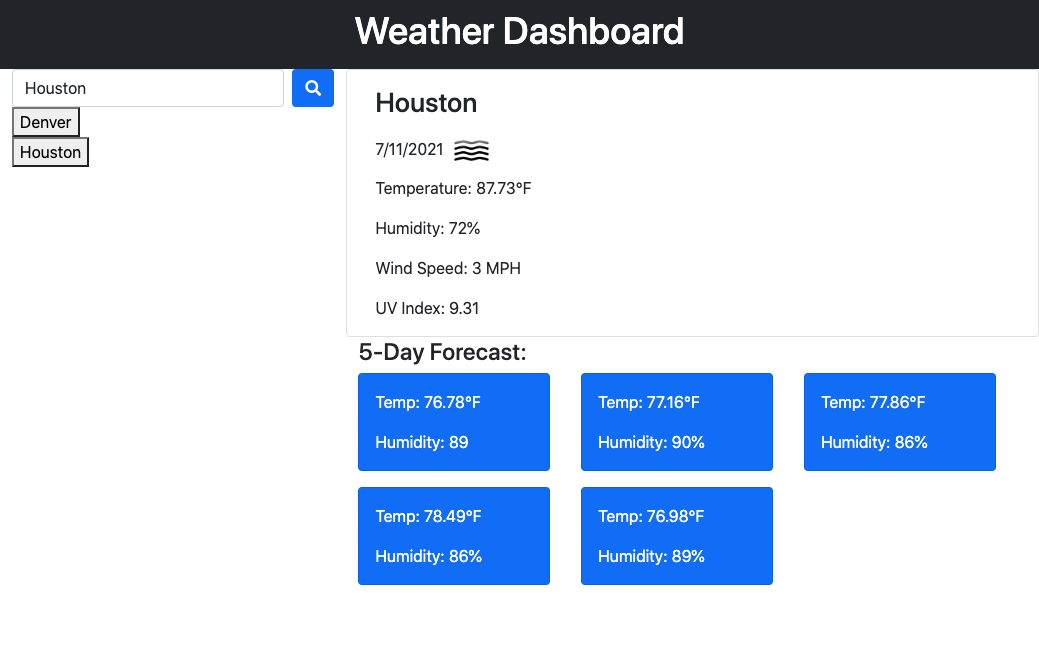 Weather Dashboard
Houston
Denver
Houston
Houston
7/11/2021
Temperature: 87.73°F
Humidity: 72%
Wind Speed: 3 MPH
UV Index: 9.31
5-Day Forecast:
Temp: 76.78°F
Humidity: 89
Temp: 77.16°F
Humidity: 90%
Temp: 77.86°F
Humidity: 86%
Temp: 78.49°F
Humidity: 86%
Temp: 76.98°F
Humidity: 89%